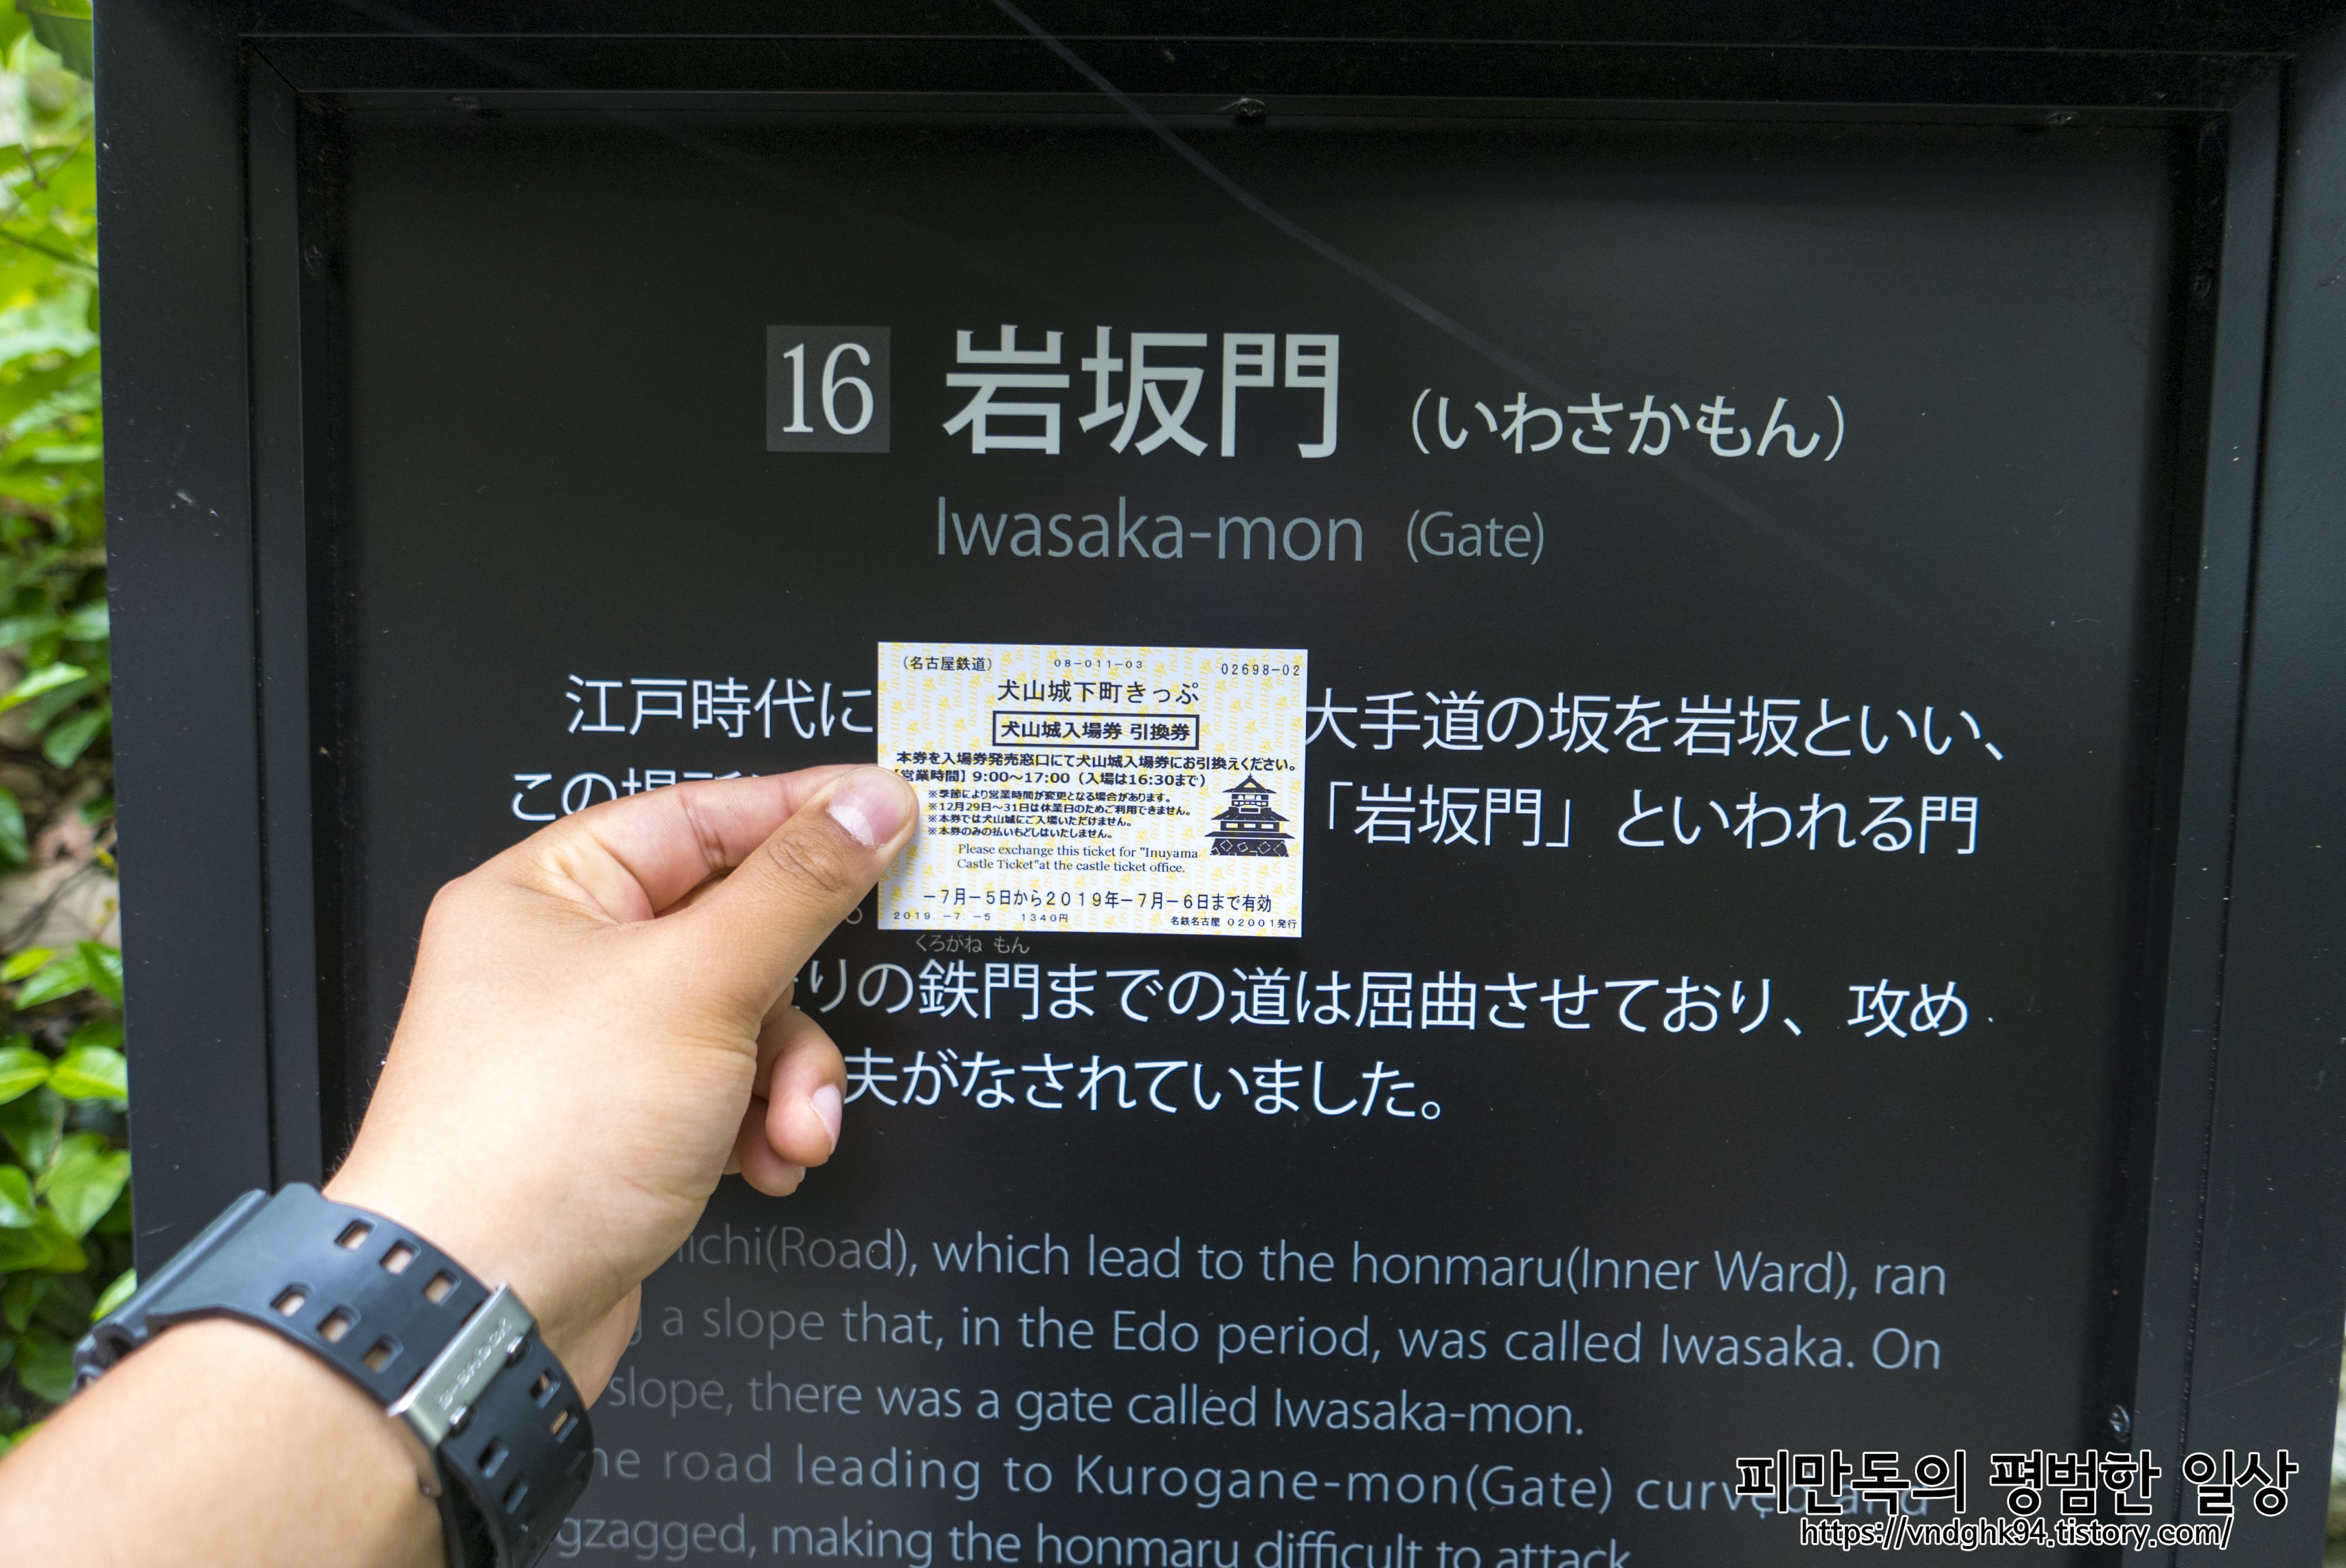 16 岩坂門 （いわさかもん）
Iwasaka-mon (Gate)
江戸時代に
大手道の坂を岩坂といい、
この場所
「岩坂門」といわれる門
（名古屋鉄道） 08-011-03 02698-02
犬山城下町きっぷ
犬山城入場券 引換券
本券を入場券発売窓口にて犬山城入場券にお引換えください。
【営業時間】9:00～17:00（入場は16:30まで）
※季節により営業時間が変更となる場合があります。
※12月29日～31日は休業日のためご利用できません。
※本券では犬山城にご入場いただけません。
※本券のみの払いもどしはいたしません。
Please exchange this ticket for "Inuyama
Castle Ticket"at the castle ticket office.
-7月-5日から2019年-7月-6日まで有効
2019.-7.-5 1340円 名鉄名古屋 02001発行
くろがね もん
りの鉄門までの道は屈曲させており、攻め
夫がなされていました。
(Road), which lead to the honmaru(Inner Ward), ran
a slope that, in the Edo period, was called Iwasaka. On
slope, there was a gate called Iwasaka-mon.
road leading to Kurogane-mon(Gate) curved and
gzagged, making the honmaru difficult to attack
피만독의 평범한 일상
https://vndghk94.tistory.com/